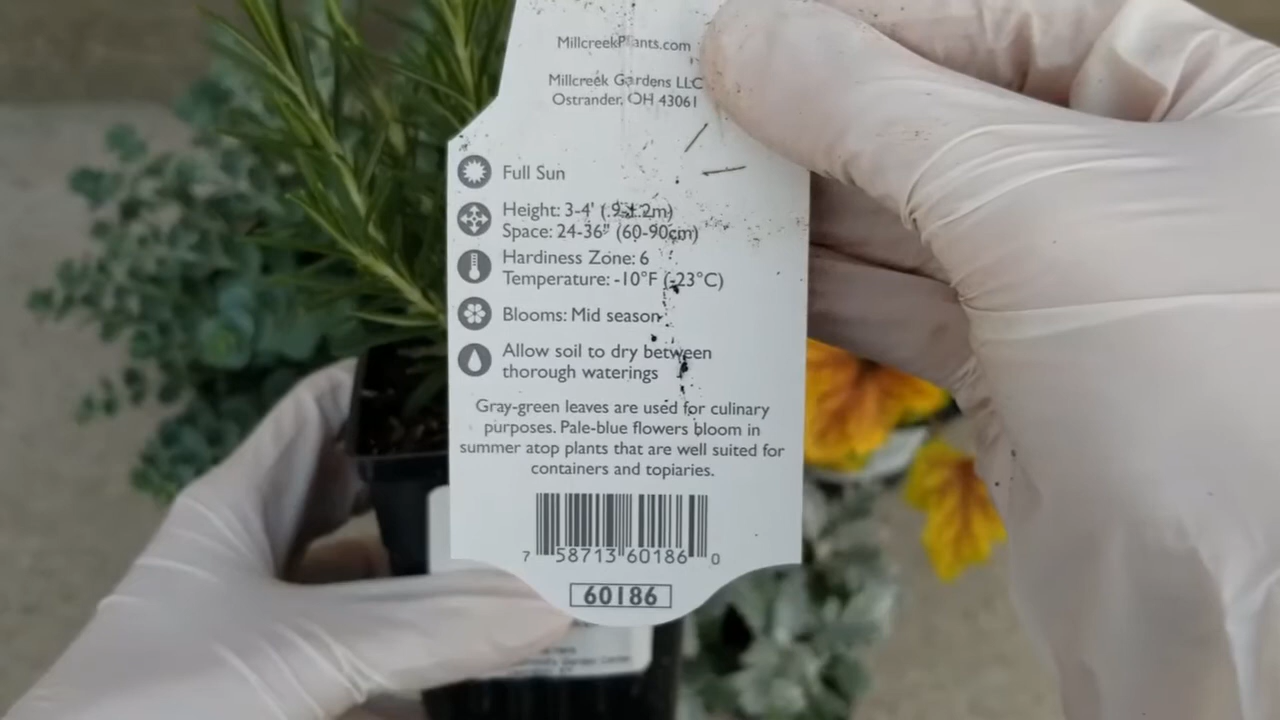 MillcreekPlants.com
Millcreek Gardens LLC
Ostrander, OH 43061
Full Sun
Height: 3-4' (.9-1.2m)
Space: 24-36" (60-90cm)
Hardiness Zone: 6
Temperature: -10°F (-23°C)
Blooms: Mid season
Allow soil to dry between
thorough waterings
Gray-green leaves are used for culinary
purposes. Pale-blue flowers bloom in
summer atop plants that are well suited for
containers and topiaries.
7 58713 60186 0
60186